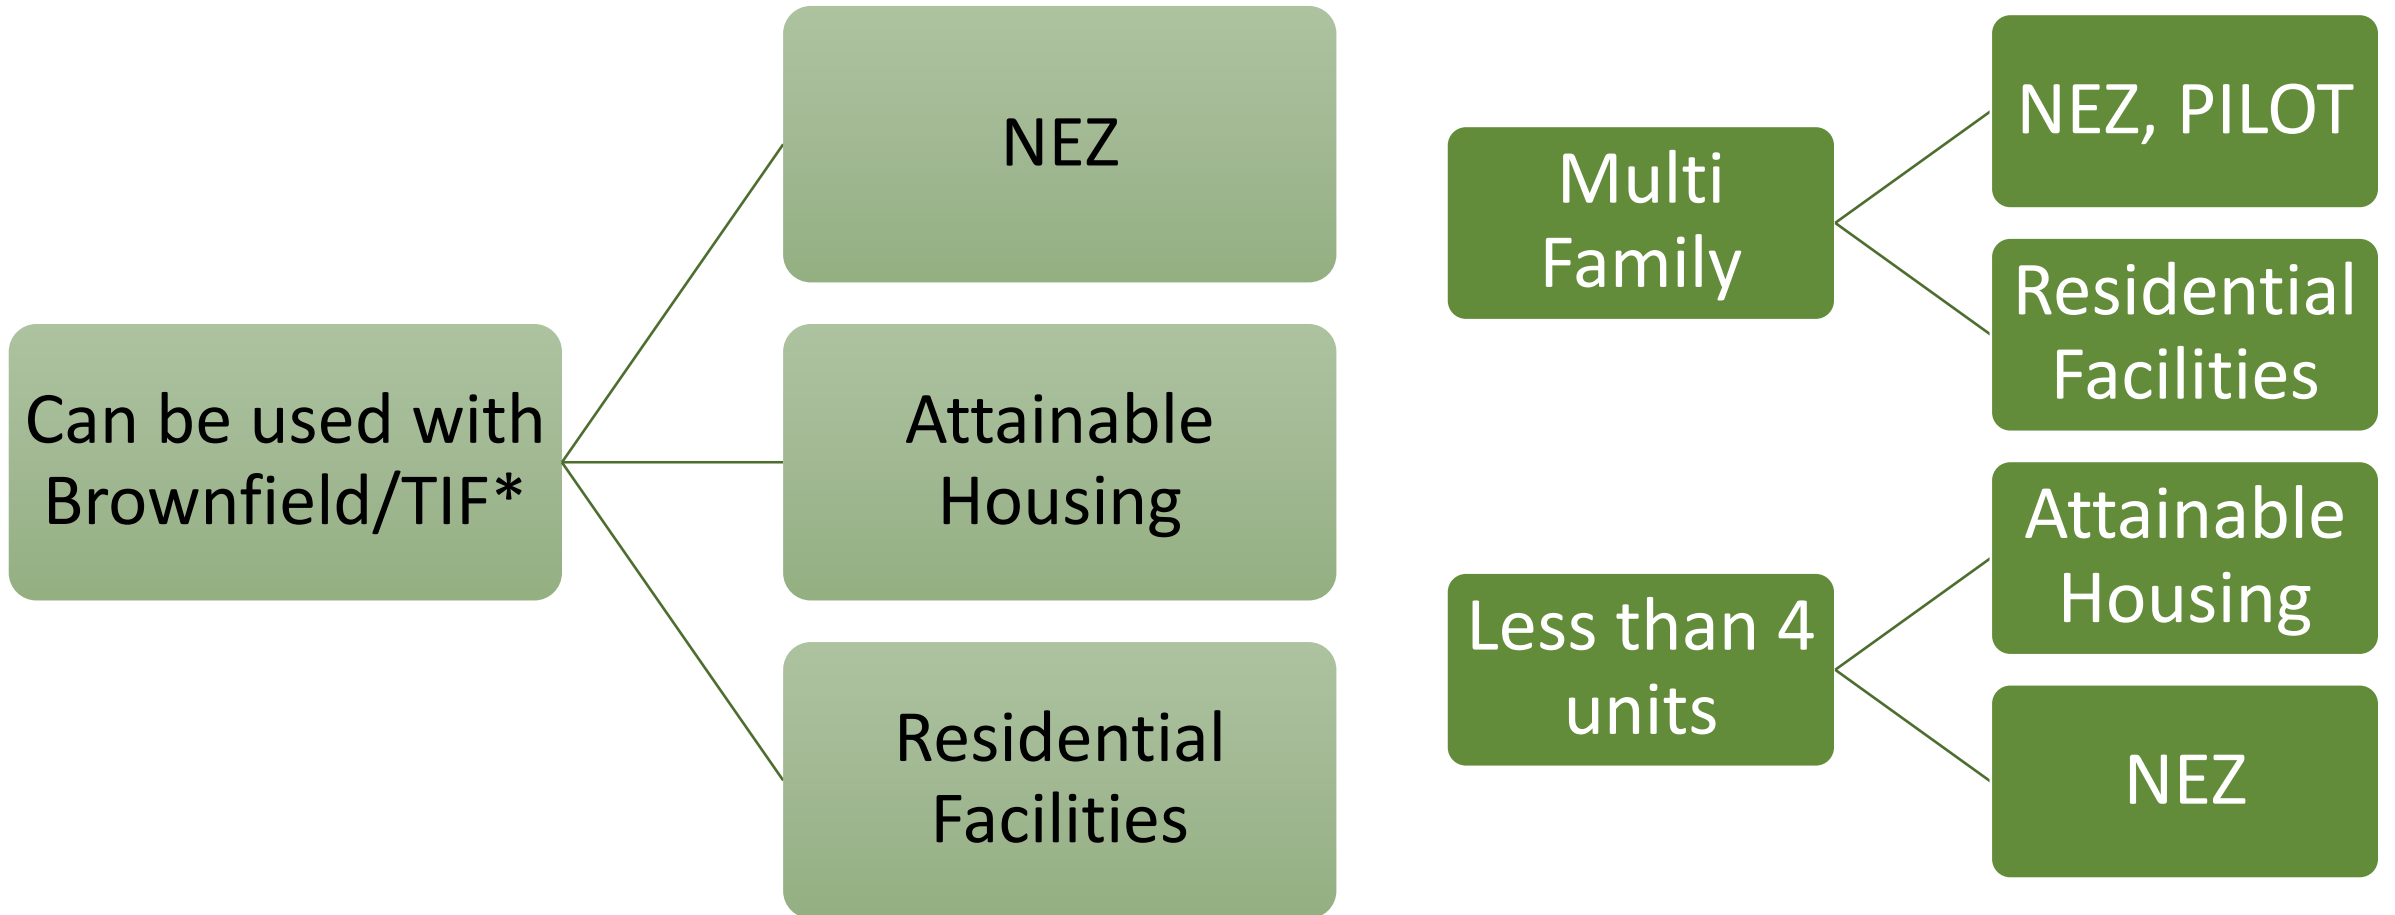 Can be used with
Brownfield/TIF*
NEZ
Attainable
Housing
Residential
Facilities
Multi
Family
NEZ, PILOT
Residential
Facilities
Less than 4
units
Attainable
Housing
NEZ